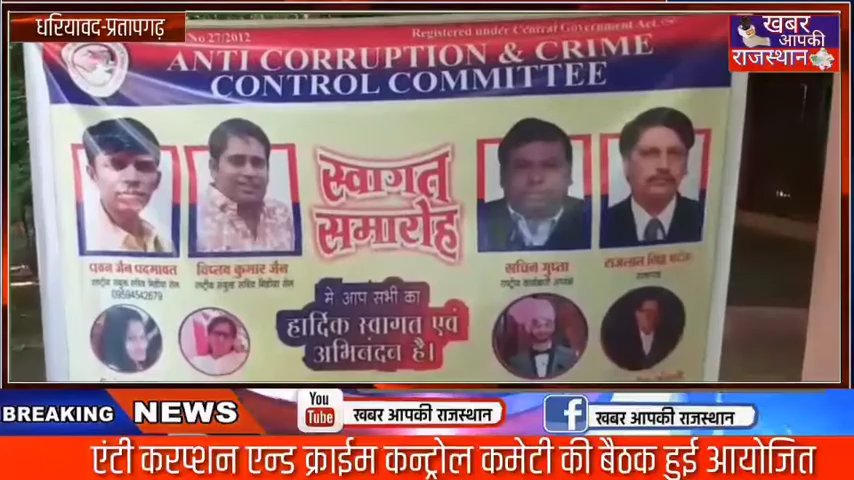 धरियावद-प्रतापगढ़
खबर
आपकी
राजस्थान
No 27/2012
Registered under Central Government Act.
ANTI CORRUPTION & CRIME
CONTROL COMMITTEE
स्वागत
समारोह
पवन जैन पदमावत
09594542679
विप्लव कुमार जैन
सचिन गुप्ता
मे आप सभी का
हार्दिक स्वागत एवं
अभिनंदन है।
BREAKING NEWS
You Tube
खबर आपकी राजस्थान
f
खबर आपकी राजस्थान
एंटी करप्शन एन्ड क्राईम कन्ट्रोल कमेटी की बैठक हुई आयोजित